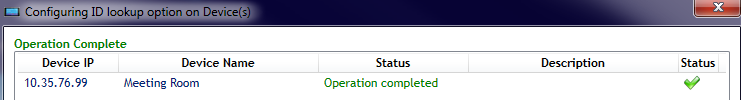 Configuring ID lookup option on Device(s)
Operation Complete
Device IP Device Name Status Description Status
10.35.76.99 Meeting Room Operation completed